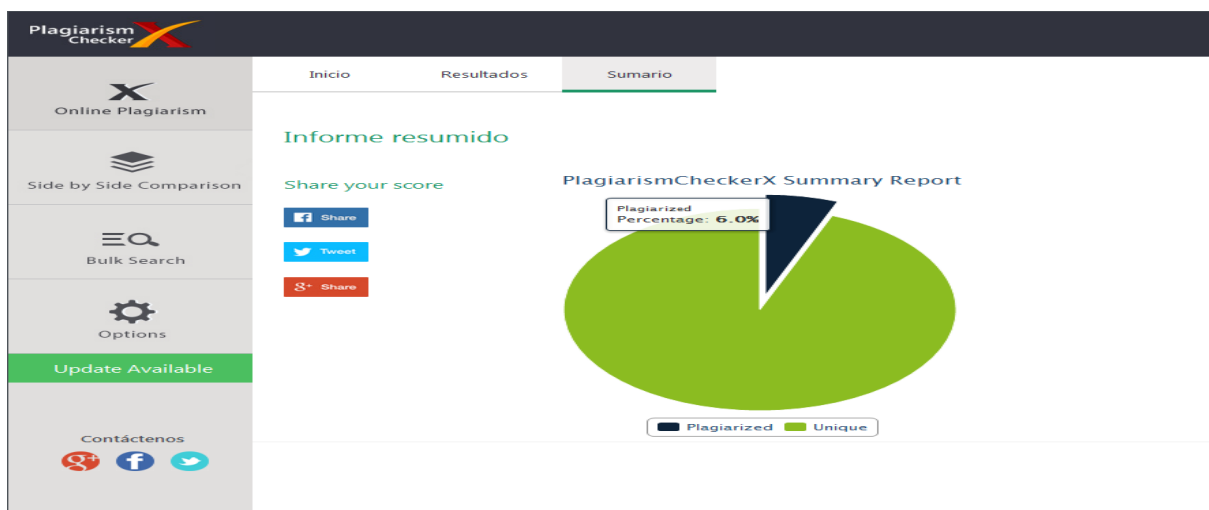 Plagiarism
Checker
Inicio Resultados Sumario
Online Plagiarism
Informe resumido
Side by Side Comparison
Share your score
PlagiarismCheckerX Summary Report
Share
Plagiarized
Percentage: 6.0%
Tweet
Bulk Search
Share
Options
Update Available
Plagiarized Unique
Contáctenos